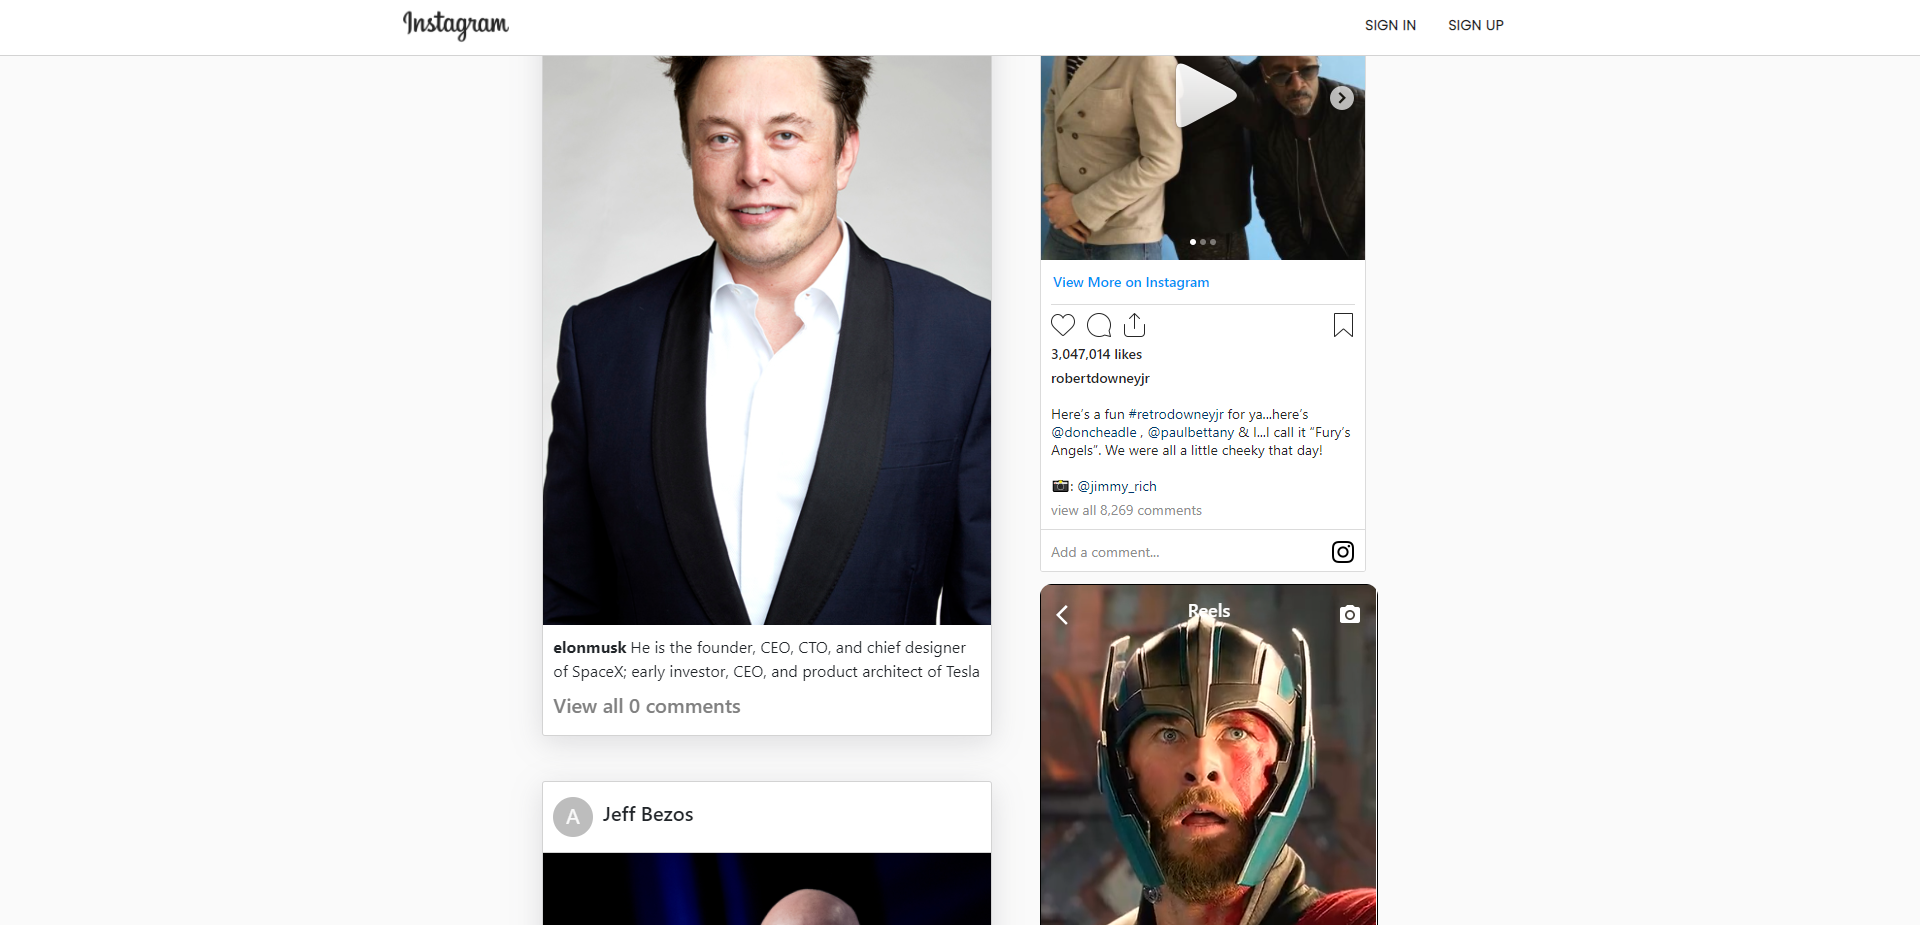 Instagram
SIGN IN
SIGN UP
elonmusk He is the founder, CEO, CTO, and chief designer
of SpaceX; early investor, CEO, and product architect of Tesla
View all 0 comments
A
Jeff Bezos
View More on Instagram
3,047,014 likes
robertdowneyjr
Here’s a fun #retrodowneyjr for ya...here’s
@doncheadle , @paulbettany & I...I call it “Fury’s
Angels”. We were all a little cheeky that day!
📷: @jimmy_rich
view all 8,269 comments
Add a comment...
Reels